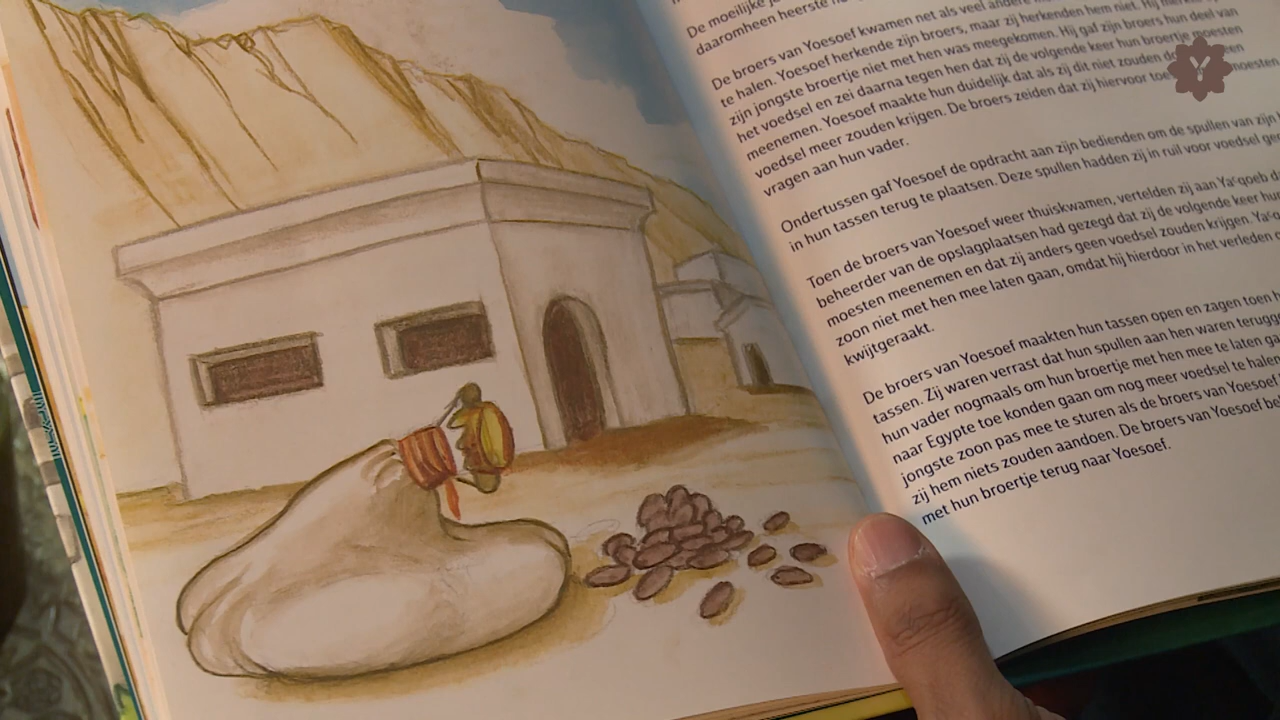 De moeilijke
daaromheen heerste
De broers van Yoesoef kwamen net als veel andere
te halen. Yoesoef herkende zijn broers, maar zij herkenden hem niet. Hij
zijn jongste broertje niet met hen was meegekomen. Hij gaf zijn broers hun deel van
het voedsel en zei daarna tegen hen dat zij de volgende keer hun broertje moesten
meenemen. Yoesoef maakte hun duidelijk dat als zij dit niet zouden geen
voedsel meer zouden krijgen. De broers zeiden dat zij hiervoor moesten
vragen aan hun vader.
Ondertussen gaf Yoesoef de opdracht aan zijn bedienden om de spullen van zijn
in hun tassen terug te plaatsen. Deze spullen hadden zij in ruil voor voedsel
Toen de broers van Yoesoef weer thuiskwamen, vertelden zij aan Yaʿqoeb
beheerder van de opslagplaatsen had gezegd dat zij de volgende keer hun
moesten meenemen en dat zij anders geen voedsel zouden krijgen.
zoon niet met hen mee laten gaan, omdat hij hierdoor in het verleden
kwijtgeraakt.
De broers van Yoesoef maakten hun tassen open en zagen toen
tassen. Zij waren verrast dat hun spullen aan hen waren
hun vader nogmaals om hun broertje met hen mee te laten
naar Egypte toe konden gaan om nog meer voedsel te halen
jongste zoon pas mee te sturen als de broers van Yoesoef
zij hem niets zouden aandoen. De broers van Yoesoef
met hun broertje terug naar Yoesoef.
Y